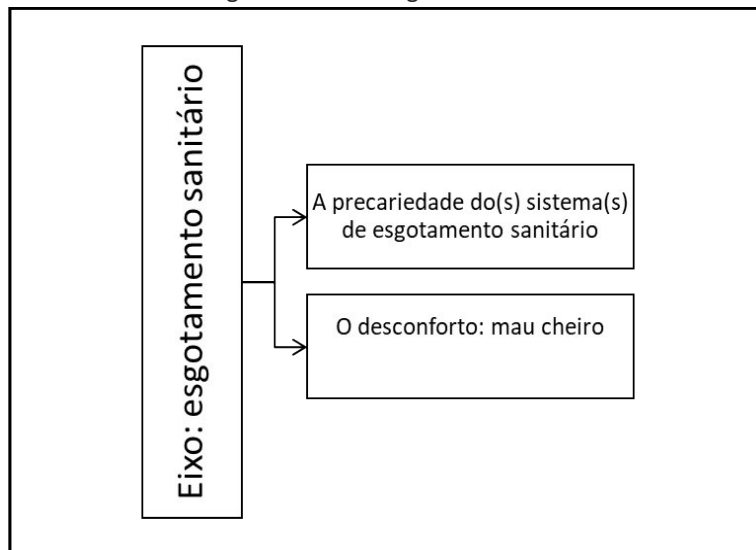 Eixo: esgotamento sanitário
A precariedade do(s) sistema(s)
de esgotamento sanitário
O desconforto: mau cheiro